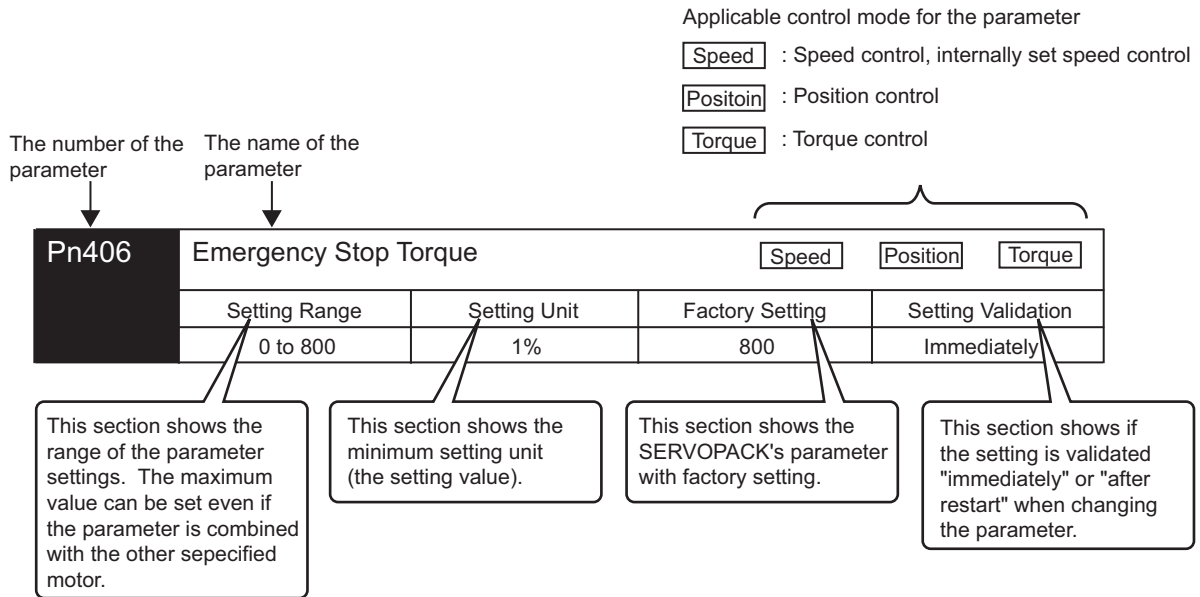 Applicable control mode for the parameter
Speed : Speed control, internally set speed control
Positoin : Position control
Torque : Torque control
The number of the
parameter
The name of the
parameter
Pn406 Emergency Stop Torque Speed Position Torque
Setting Range Setting Unit Factory Setting Setting Validation
0 to 800 1% 800 Immediately
This section shows the
range of the parameter
settings. The maximum
value can be set even if
the parameter is combined
with the other sepecified
motor.
This section shows the
minimum setting unit
(the setting value).
This section shows the
SERVOPACK's parameter
with factory setting.
This section shows if
the setting is validated
"immediately" or "after
restart" when changing
the parameter.